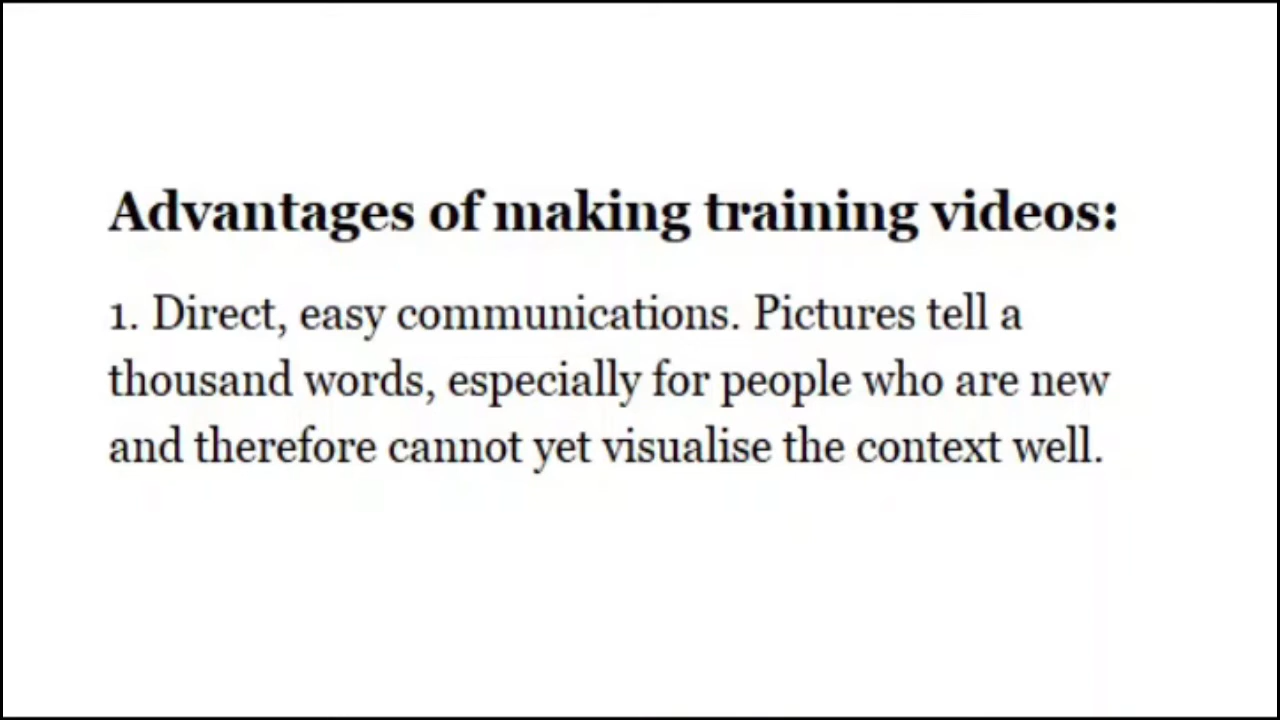 Advantages of making training videos:
1. Direct, easy communications. Pictures tell a
thousand words, especially for people who are new
and therefore cannot yet visualise the context well.